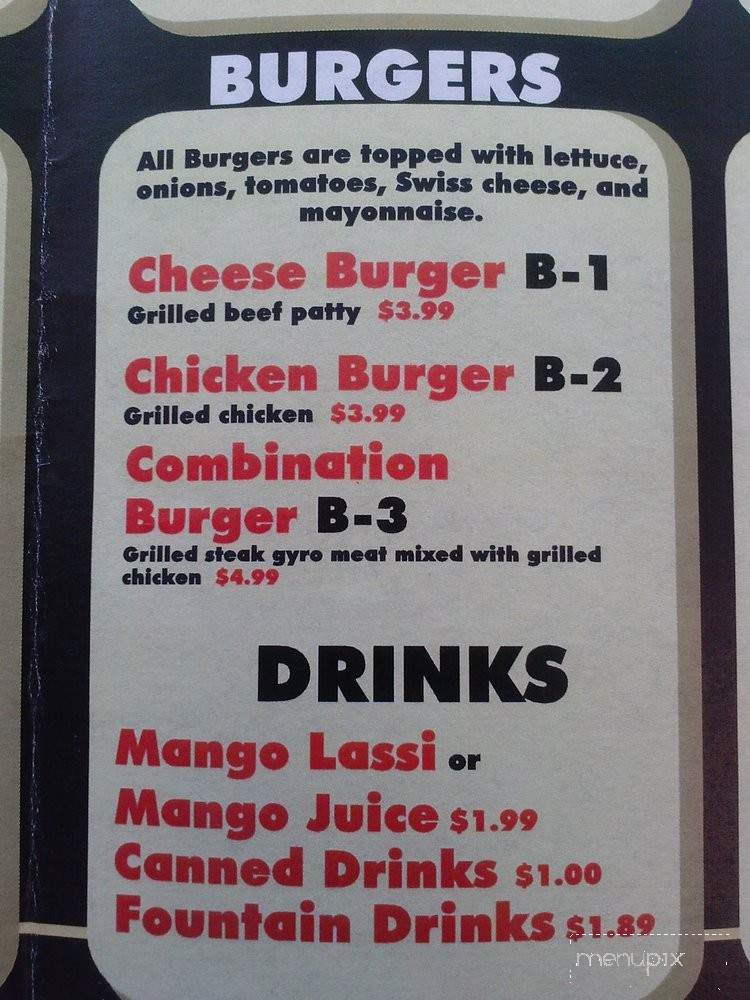 BURGERS
All Burgers are topped with lettuce,
onions, tomatoes, Swiss cheese, and
mayonnaise.
Cheese Burger B-1
Grilled beef patty $3.99
Chicken Burger B-2
Grilled chicken $3.99
Combination
Burger B-3
Grilled steak gyro meat mixed with grilled
chicken $4.99
DRINKS
Mango Lassi or
Mango Juice $1.99
Canned Drinks $1.00
Fountain Drinks $1.89
menupix